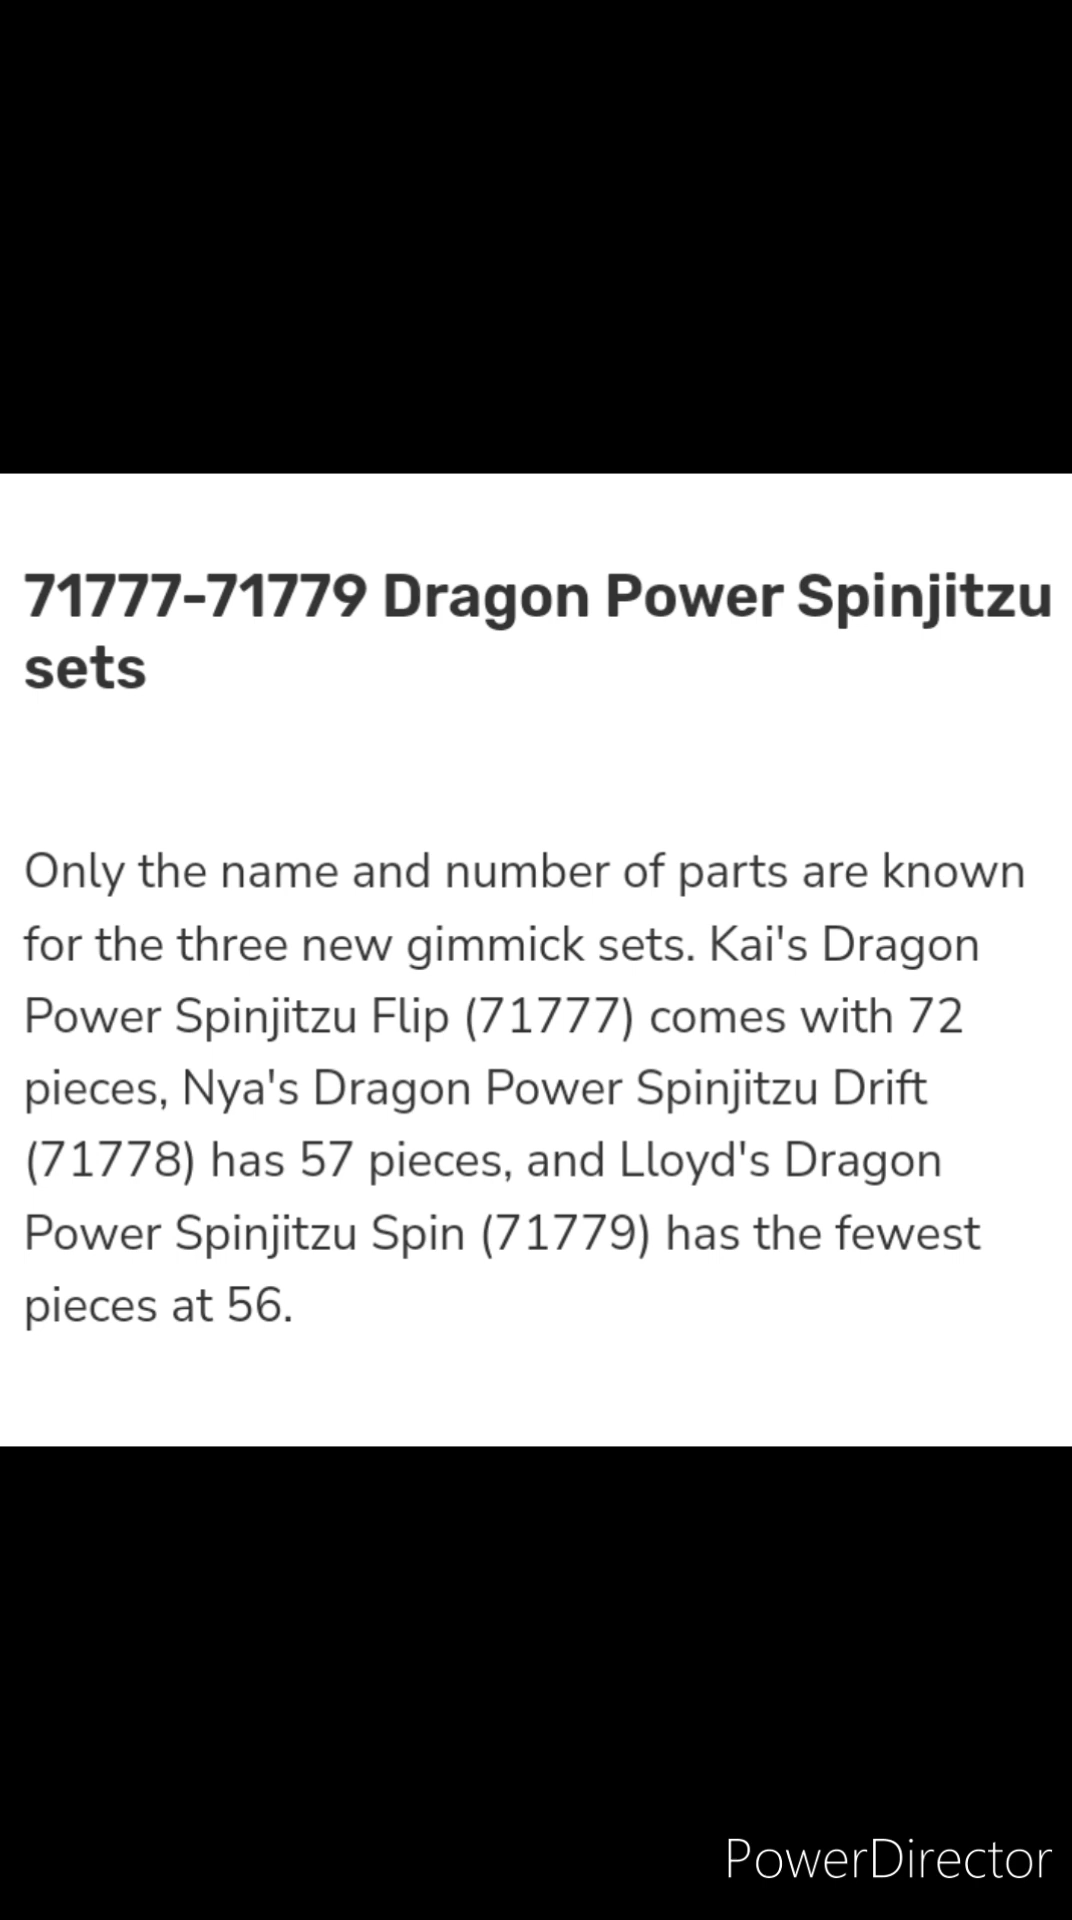 71777-71779 Dragon Power Spinjitzu
sets
Only the name and number of parts are known
for the three new gimmick sets. Kai's Dragon
Power Spinjitzu Flip (71777) comes with 72
pieces, Nya's Dragon Power Spinjitzu Drift
(71778) has 57 pieces, and Lloyd's Dragon
Power Spinjitzu Spin (71779) has the fewest
pieces at 56.
PowerDirector